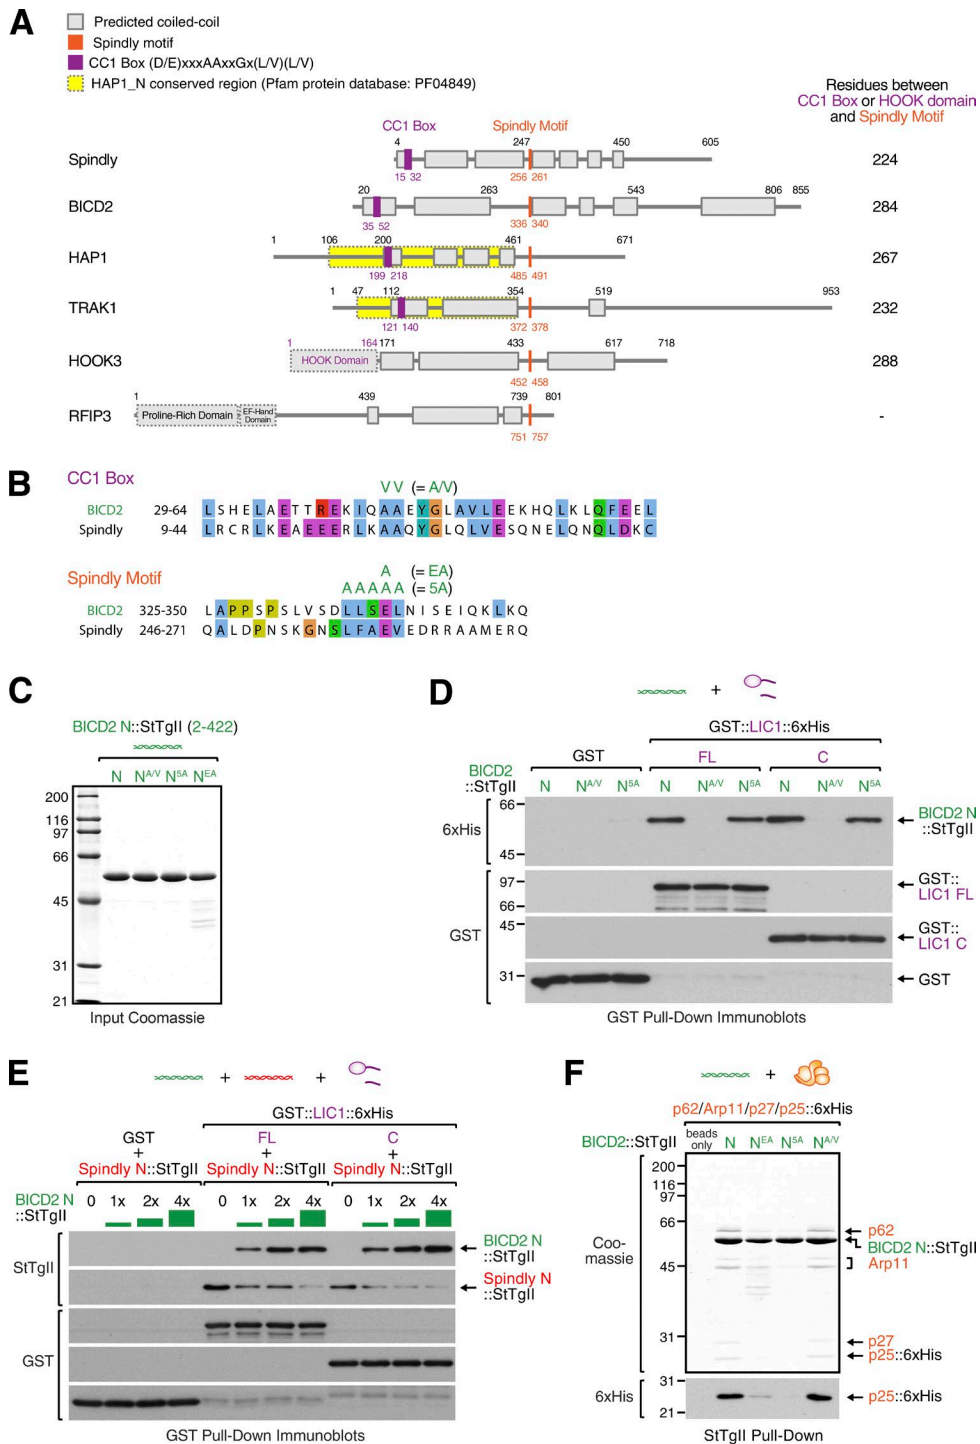 A
Predicted coiled-coil
Spindly motif
CC1 Box (D/E)xxxAAxxGx(L/V)(L/V)
HAP1_N conserved region (Pfam protein database: PF04849)
Residues between
CC1 Box or HOOK domain
and Spindly Motif
CC1 Box Spindly Motif
4 247 450 605
Spindly 224
15 32 256 261
20 263 543 806 855
BICD2 284
35 52 336 340
1 106 200 461 671
HAP1 267
199 218 485 491
1 47 112 354 519 953
TRAK1 232
121 140 372 378
1 164 171 433 617 718
HOOK3 HOOK Domain 288
452 458
1 439 739 801
RFIP3 Proline-Rich Domain EF-Hand Domain -
751 757
B
CC1 Box
V V (= A/V)
BICD2 29-64 L S H E L A E T T R E K I Q A A E Y G L A V L E E K H Q L K L Q F E E L
Spindly 9-44 L R C R L K E A E E E R L K A A Q Y G L Q L V E S Q N E L Q N Q L D K C
Spindly Motif
A (= EA)
A A A A A (= 5A)
BICD2 325-350 L A P P S P S L V S D L L S E L N I S E I Q K L K Q
Spindly 246-271 Q A L D P N S K G N S L F A E V E D R R A A M E R Q
C
BICD2 N::StTgII (2-422)
N N^A/V N^5A N^EA
200
116
97
66
45
31
21
Input Coomassie
D
+
GST::LIC1::6xHis
GST FL C
BICD2
::StTgII N N^A/V N^5A N N^A/V N^5A N N^A/V N^5A
6xHis
66
45
BICD2 N
::StTgII
GST
97
66
GST::
LIC1 FL
45
GST::
LIC1 C
31
GST
GST Pull-Down Immunoblots
E
+ +
GST::LIC1::6xHis
GST FL C
+ + +
Spindly N::StTgII Spindly N::StTgII Spindly N::StTgII
BICD2 N
::StTgII 0 1x 2x 4x 0 1x 2x 4x 0 1x 2x 4x
StTgII
BICD2 N
::StTgII
Spindly N
::StTgII
GST
GST Pull-Down Immunoblots
F
+
p62/Arp11/p27/p25::6xHis
BICD2::StTgII beads only N N^EA N^5A N^A/V
Coo-
massie
200
116
97
66
45
31
p62
BICD2 N::StTgII
Arp11
p27
p25::6xHis
6xHis
31
21
p25::6xHis
StTgII Pull-Down